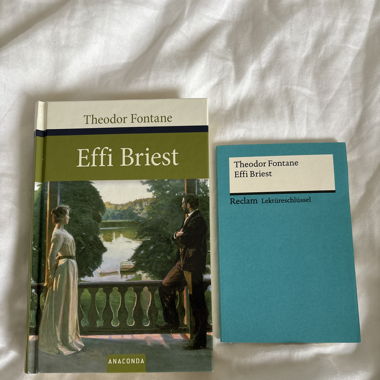 Theodor Fontane
Effi Briest
ANACONDA
Theodor Fontane
Effi Briest
Reclam Lektüreschlüssel